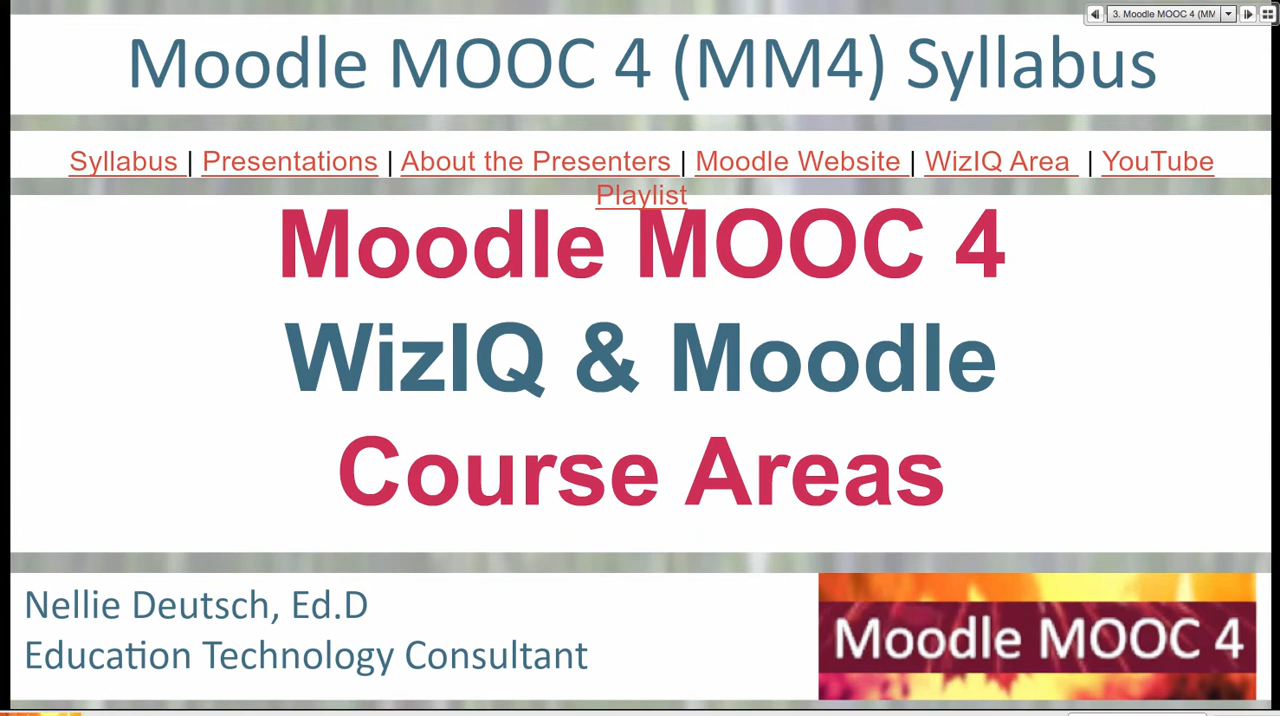 3. Moodle MOOC 4 (MM
Moodle MOOC 4 (MM4) Syllabus
Syllabus | Presentations | About the Presenters | Moodle Website | WizIQ Area | YouTube
Playlist
Moodle MOOC 4
WizIQ & Moodle
Course Areas
Nellie Deutsch, Ed.D
Education Technology Consultant
Moodle MOOC 4